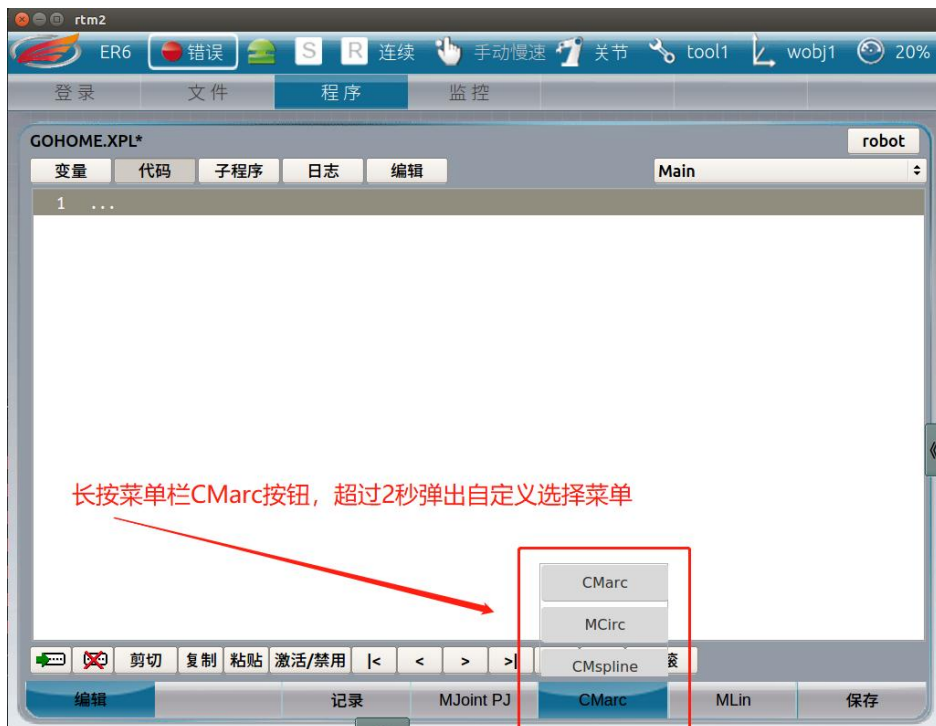 rtm2
ER6 错误 S R 连续 手动慢速 关节 tool1 wobj1 20%
登录 文件 程序 监控
GOHOME.XPL* robot
变量 代码 子程序 日志 编辑 Main
1 ...
长按菜单栏CMarc按钮，超过2秒弹出自定义选择菜单
CMarc
MCirc
CMspline
剪切 复制 粘贴 激活/禁用 |< < > >|
编辑 记录 MJoint PJ CMarc MLin 保存